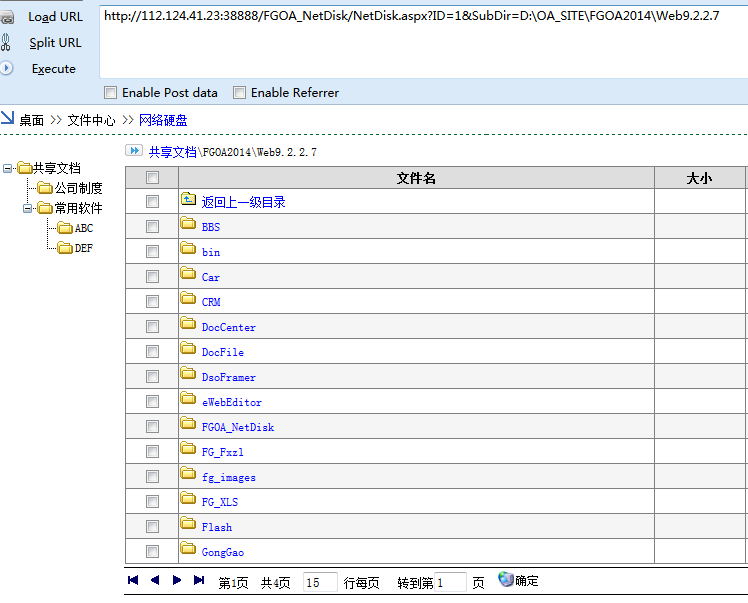 Load URL
http://112.124.41.23:38888/FGOA_NetDisk/NetDisk.aspx?ID=1&SubDir=D:\OA_SITE\FGOA2014\Web9.2.2.7
Split URL
Execute
Enable Post data Enable Referrer
桌面 >> 文件中心 >> 网络硬盘
共享文档\FGOA2014\Web9.2.2.7
共享文档
公司制度
常用软件
ABC
DEF
文件名 大小
返回上一级目录
BBS
bin
Car
CRM
DocCenter
DocFile
DsoFramer
eWebEditor
FGOA_NetDisk
FG_Fxzl
fg_images
FG_XLS
Flash
GongGao
第1页 共4页 15 行每页 转到第 1 页 确定